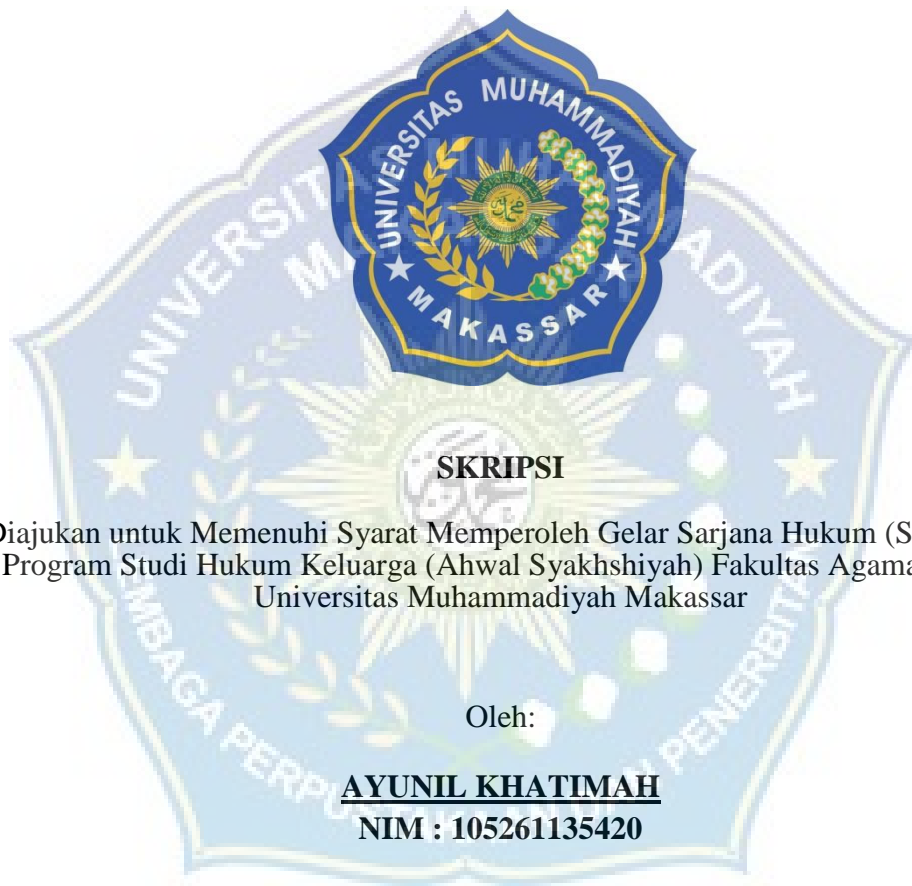 UNIVERSITAS MUHAMMADIYAH
MAKASSAR
SKRIPSI
Diajukan untuk Memenuhi Syarat Memperoleh Gelar Sarjana Hukum (S
Program Studi Hukum Keluarga (Ahwal Syakhshiyah) Fakultas Agama
Universitas Muhammadiyah Makassar
Oleh:
AYUNIL KHATIMAH
NIM : 105261135420